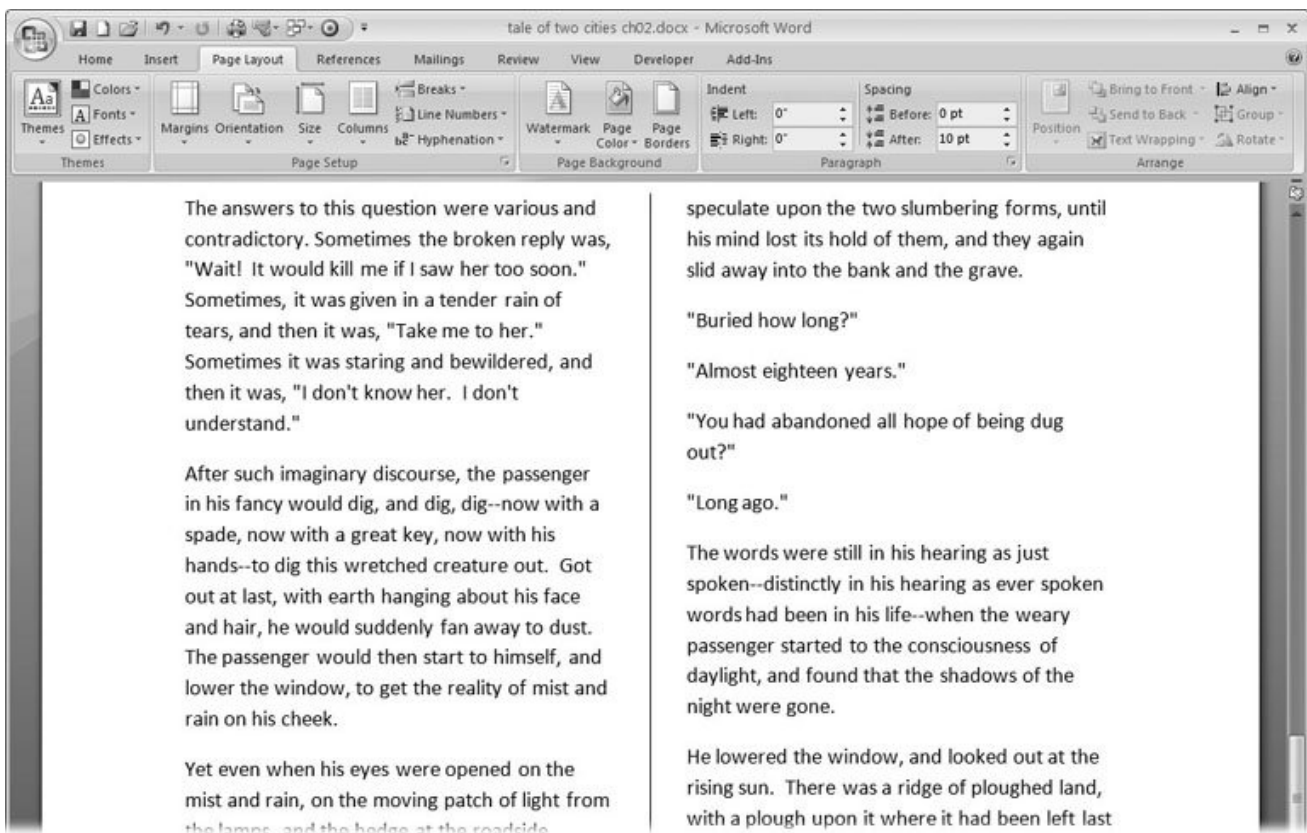 tale of two cities ch02.docx - Microsoft Word
Home Insert Page Layout References Mailings Review View Developer Add-Ins
Aa
Themes
Colors
A Fonts
Effects
Themes
Margins Orientation Size Columns
Breaks
Line Numbers
Hyphenation
Page Setup
Watermark Page Color Page Borders
Page Background
Indent
Left: 0"
Right: 0"
Spacing
Before: 0 pt
After: 10 pt
Paragraph
Position
Bring to Front
Send to Back
Text Wrapping
Align
Group
Rotate
Arrange
The answers to this question were various and
contradictory. Sometimes the broken reply was,
"Wait! It would kill me if I saw her too soon."
Sometimes, it was given in a tender rain of
tears, and then it was, "Take me to her."
Sometimes it was staring and bewildered, and
then it was, "I don't know her. I don't
understand."
After such imaginary discourse, the passenger
in his fancy would dig, and dig, dig--now with a
spade, now with a great key, now with his
hands--to dig this wretched creature out. Got
out at last, with earth hanging about his face
and hair, he would suddenly fan away to dust.
The passenger would then start to himself, and
lower the window, to get the reality of mist and
rain on his cheek.
Yet even when his eyes were opened on the
mist and rain, on the moving patch of light from
the lamps, and the hedge at the roadside
speculate upon the two slumbering forms, until
his mind lost its hold of them, and they again
slid away into the bank and the grave.
"Buried how long?"
"Almost eighteen years."
"You had abandoned all hope of being dug
out?"
"Long ago."
The words were still in his hearing as just
spoken--distinctly in his hearing as ever spoken
words had been in his life--when the weary
passenger started to the consciousness of
daylight, and found that the shadows of the
night were gone.
He lowered the window, and looked out at the
rising sun. There was a ridge of ploughed land,
with a plough upon it where it had been left last